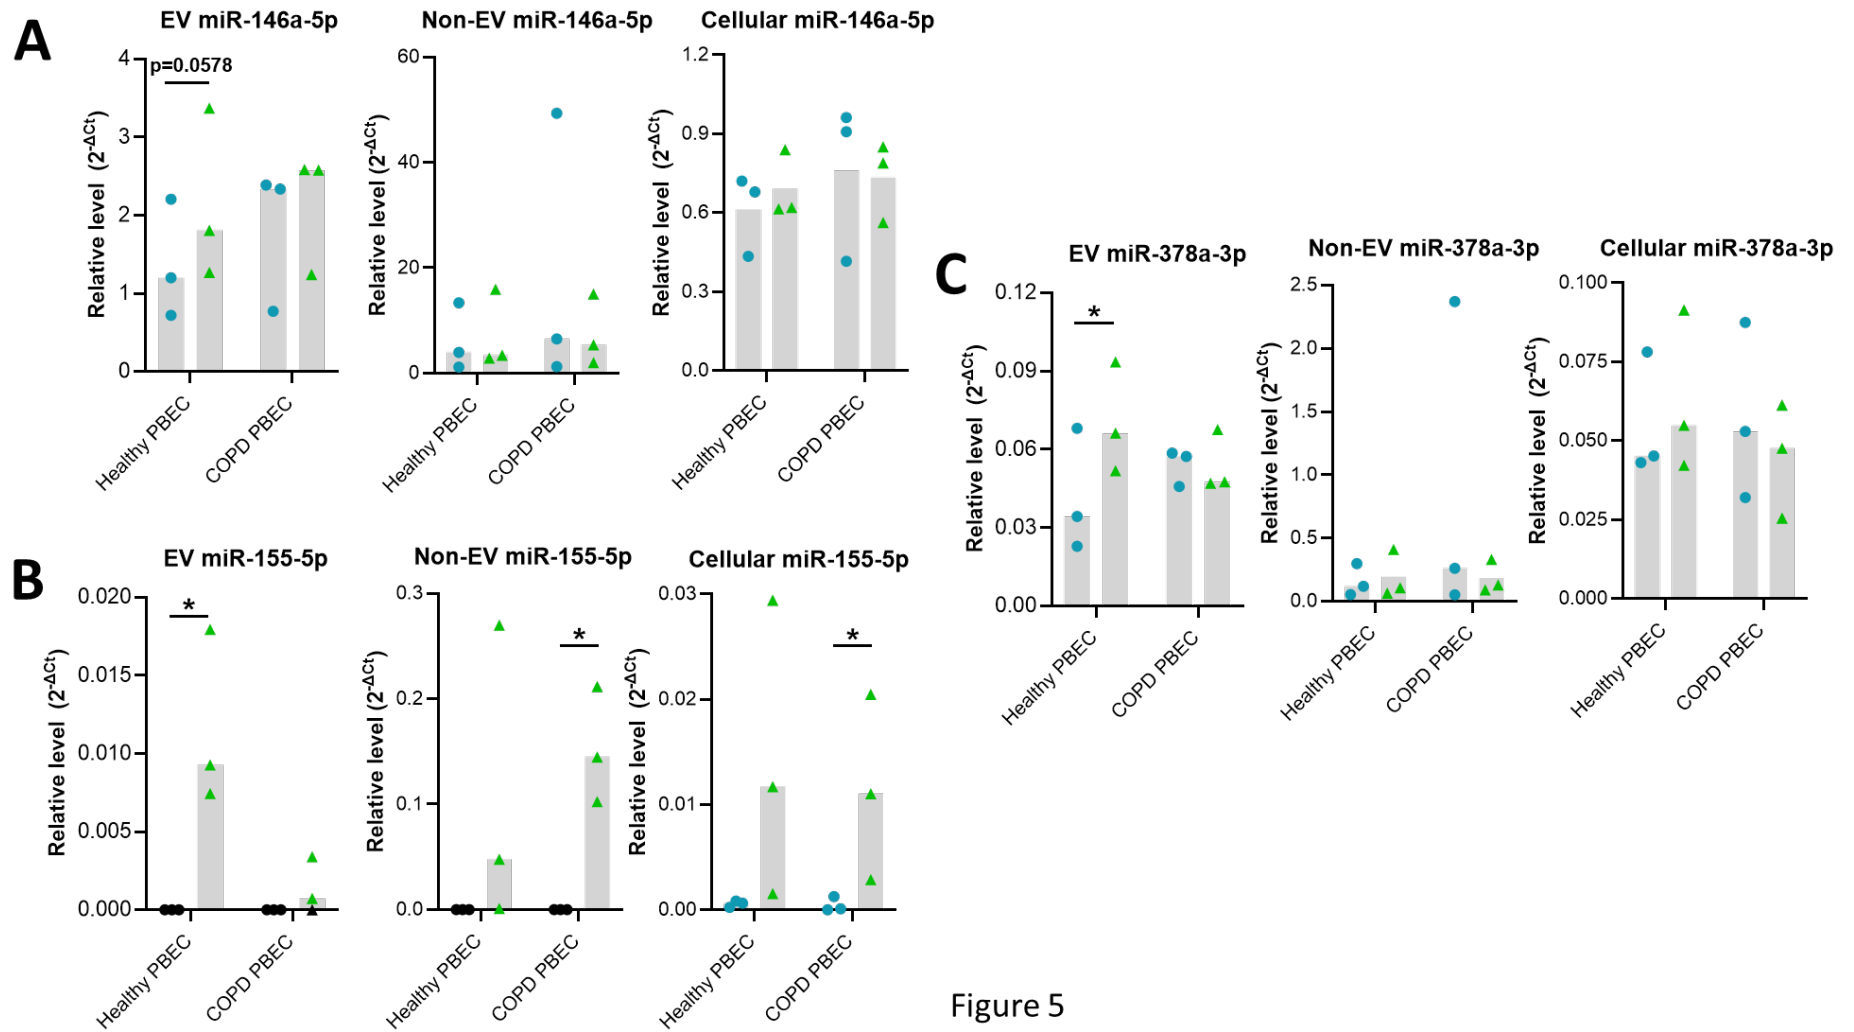 A
EV miR-146a-5p
Relative level (2-ΔCt)
4
3
2
1
0
p=0.0578
Healthy PBEC
COPD PBEC
Non-EV miR-146a-5p
Relative level (2-ΔCt)
60
40
20
0
Healthy PBEC
COPD PBEC
Cellular miR-146a-5p
Relative level (2-ΔCt)
1.2
0.9
0.6
0.3
0.0
Healthy PBEC
COPD PBEC
B
EV miR-155-5p
Relative level (2-ΔCt)
0.020
0.015
0.010
0.005
0.000
*
Healthy PBEC
COPD PBEC
Non-EV miR-155-5p
Relative level (2-ΔCt)
0.3
0.2
0.1
0.0
*
Healthy PBEC
COPD PBEC
Cellular miR-155-5p
Relative level (2-ΔCt)
0.03
0.02
0.01
0.00
*
Healthy PBEC
COPD PBEC
C
EV miR-378a-3p
Relative level (2-ΔCt)
0.12
0.09
0.06
0.03
0.00
*
Healthy PBEC
COPD PBEC
Non-EV miR-378a-3p
Relative level (2-ΔCt)
2.5
2.0
1.5
1.0
0.5
0.0
Healthy PBEC
COPD PBEC
Cellular miR-378a-3p
Relative level (2-ΔCt)
0.100
0.075
0.050
0.025
0.000
Healthy PBEC
COPD PBEC
Figure 5